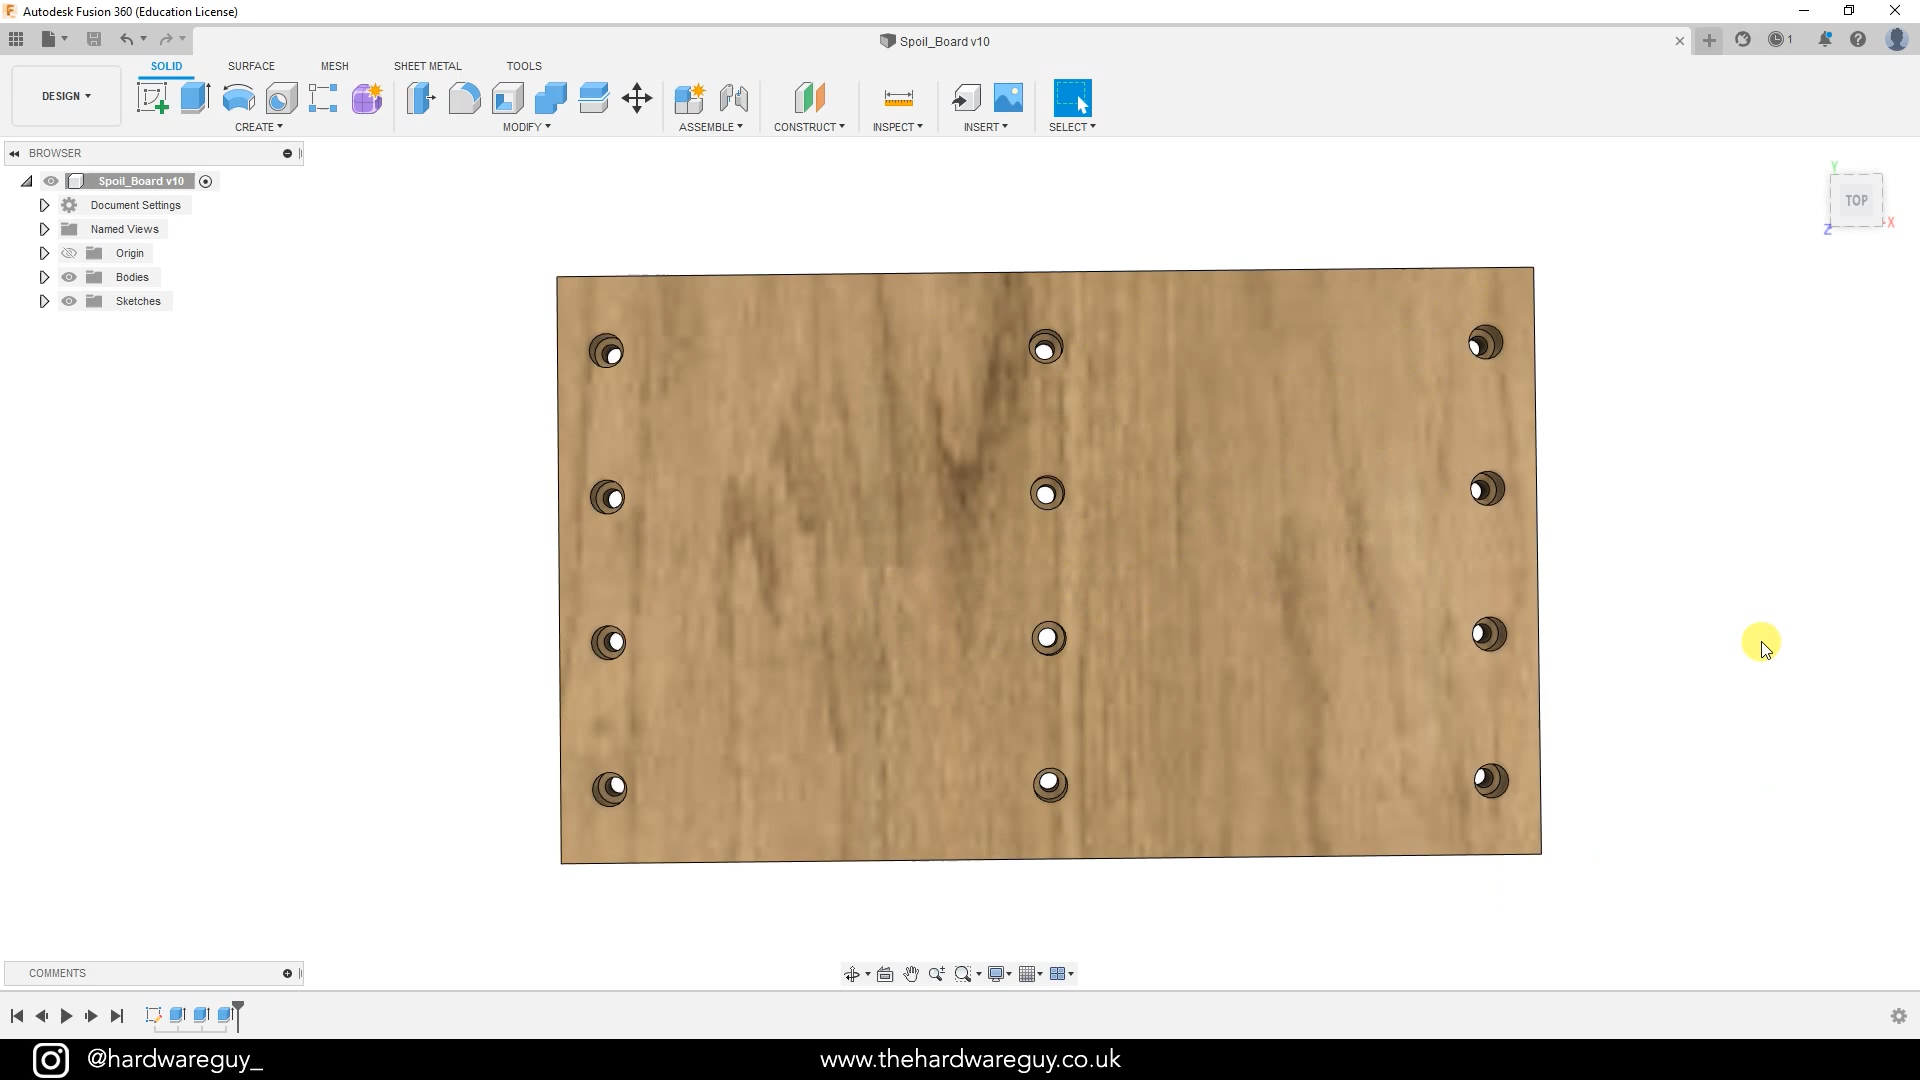 Autodesk Fusion 360 (Education License)
Spoil_Board v10
1
SOLID
SURFACE
MESH
SHEET METAL
TOOLS
DESIGN
CREATE
MODIFY
ASSEMBLE
CONSTRUCT
INSPECT
INSERT
SELECT
BROWSER
Spoil_Board v10
Document Settings
Named Views
Origin
Bodies
Sketches
Y
TOP
X
Z
COMMENTS
@hardwareguy_
www.thehardwareguy.co.uk